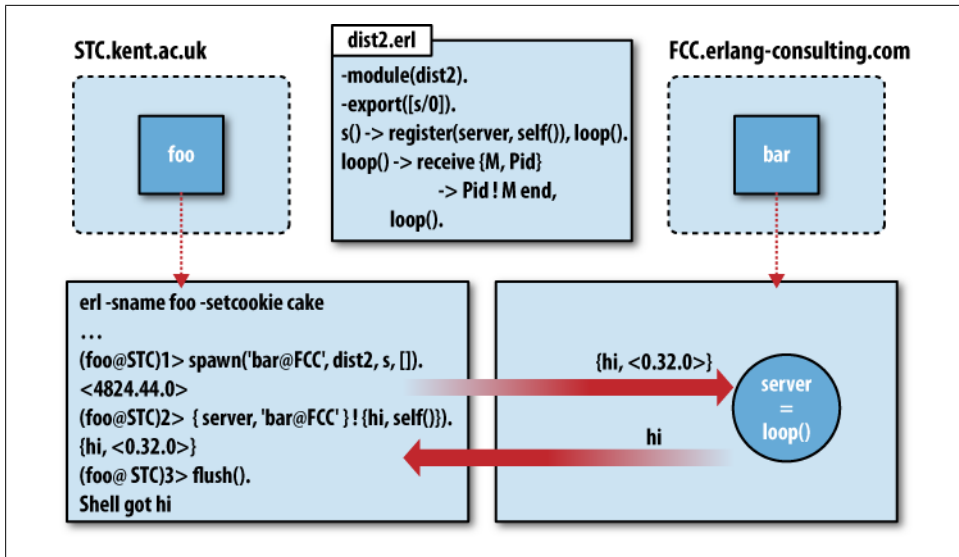 STC.kent.ac.uk
foo
dist2.erl
-module(dist2).
-export([s/0]).
s() -> register(server, self()), loop().
loop() -> receive {M, Pid}
-> Pid ! M end,
loop().
FCC.erlang-consulting.com
bar
erl -sname foo -setcookie cake
...
(foo@STC)1> spawn('bar@FCC', dist2, s, []).
<4824.44.0>
(foo@STC)2> { server, 'bar@FCC' } ! {hi, self()}.
{hi, <0.32.0>}
(foo@ STC)3> flush().
Shell got hi
{hi, <0.32.0>}
hi
server
=
loop()